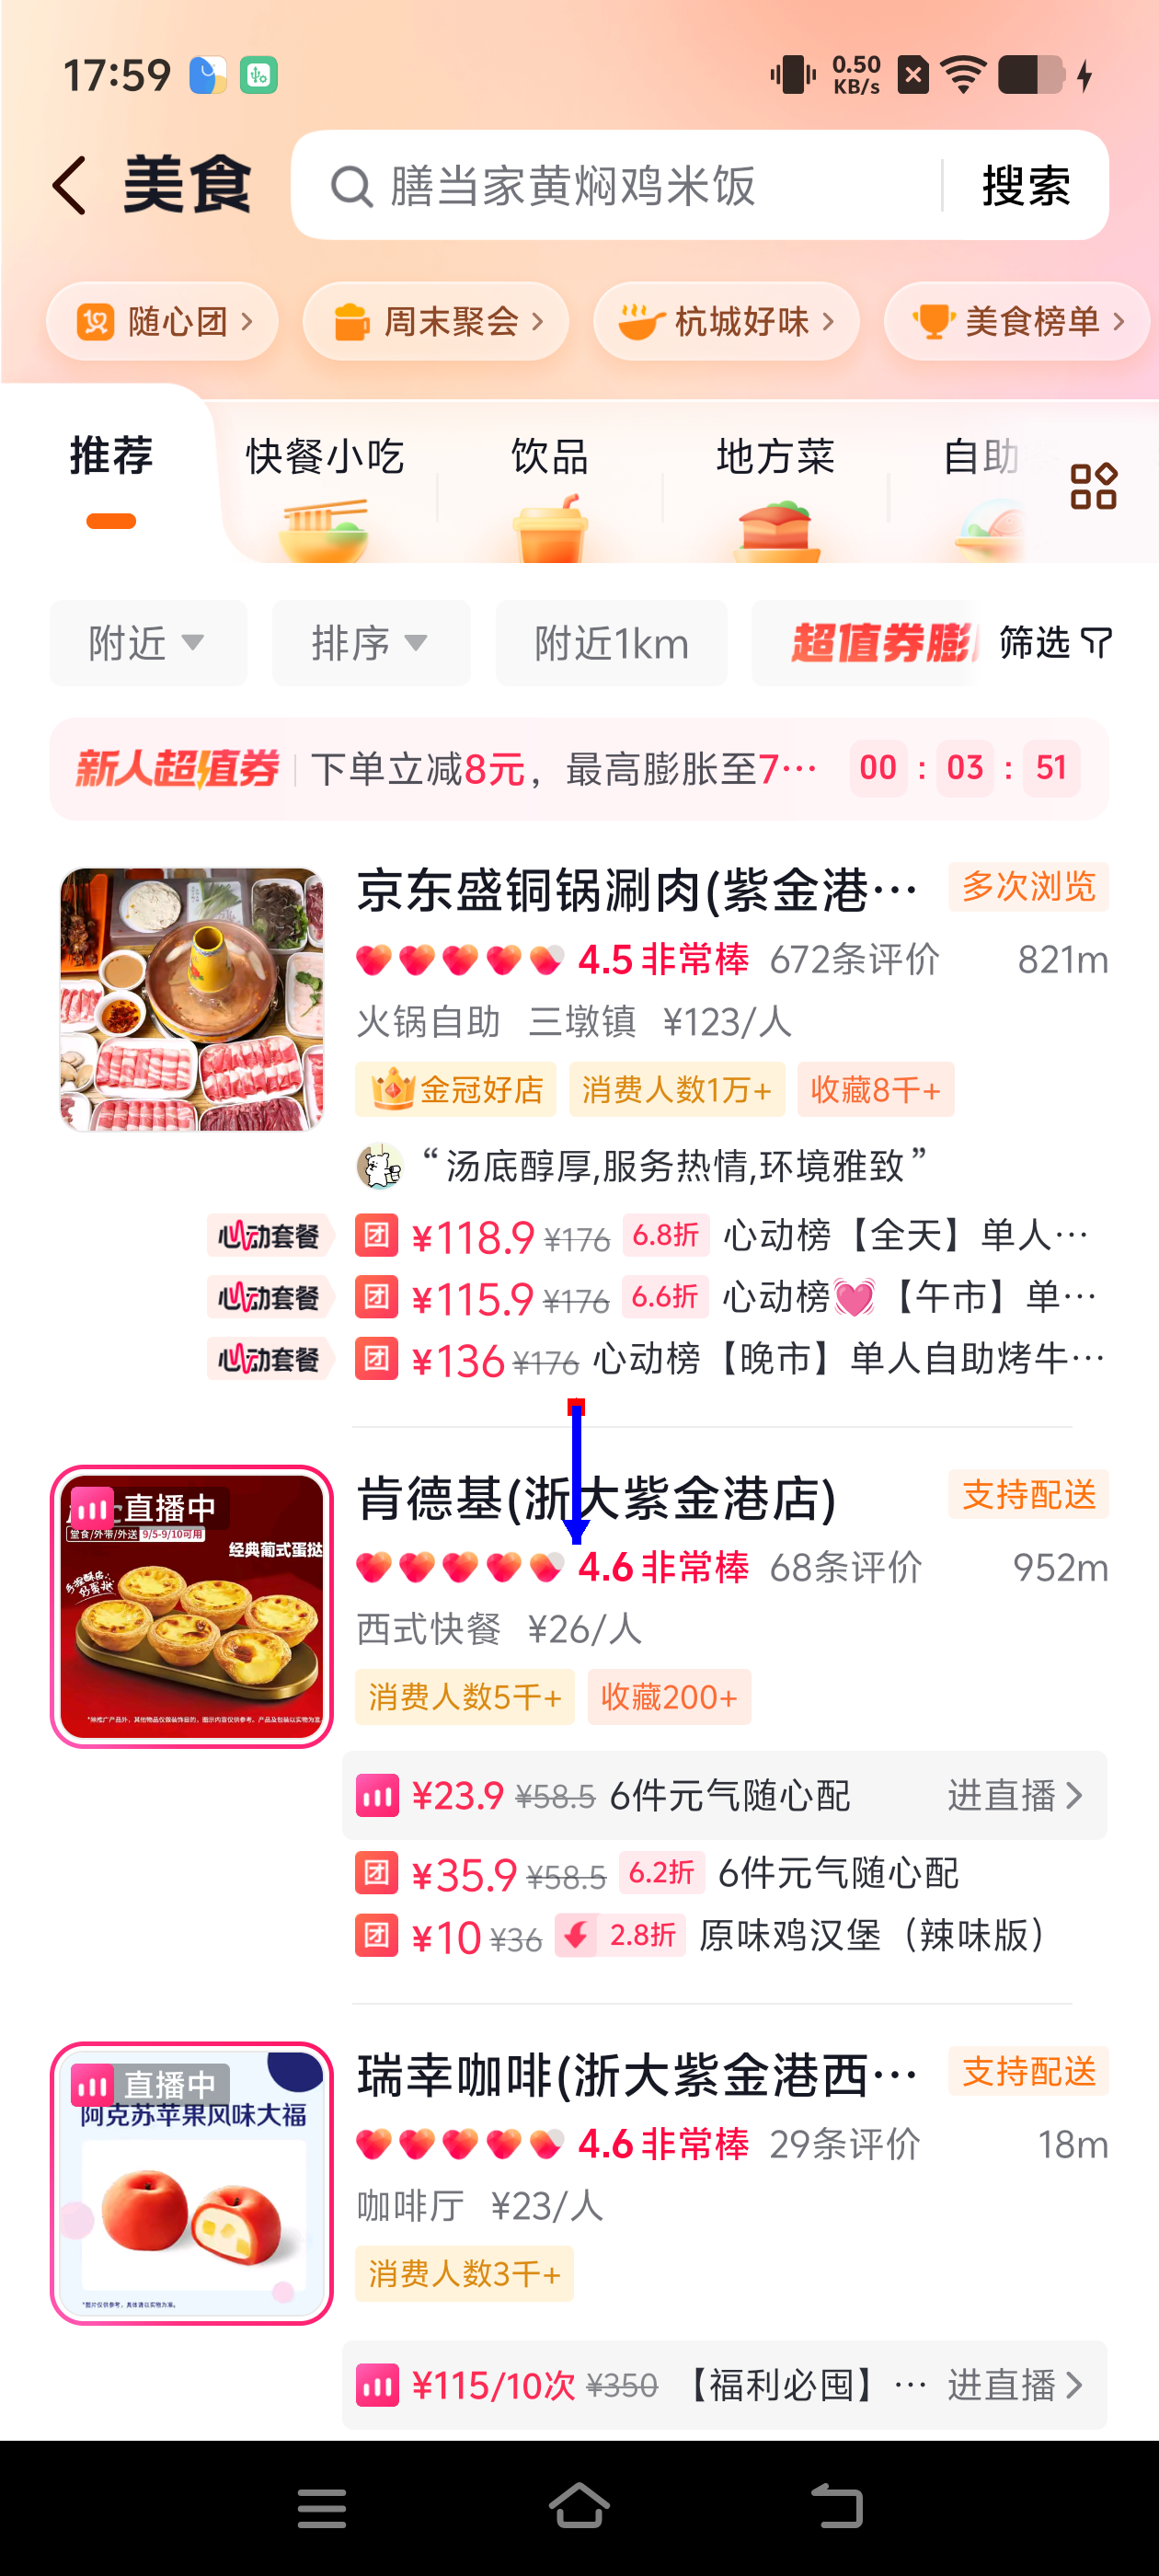 17:59
0.50
KB/s
美食
膳当家黄焖鸡米饭
搜索
随心团
周末聚会
杭城好味
美食榜单
推荐
快餐小吃
饮品
地方菜
自助
附近
排序
附近1km
超值券膨
筛选
新人超值券
下单立减8元，最高膨胀至7…
00 : 03 : 51
京东盛铜锅涮肉(紫金港…
多次浏览
4.5 非常棒 672条评价 821m
火锅自助 三墩镇 ¥123/人
金冠好店 消费人数1万+ 收藏8千+
“汤底醇厚,服务热情,环境雅致”
心动套餐 团 ¥118.9 ¥176 6.8折 心动榜【全天】单人…
心动套餐 团 ¥115.9 ¥176 6.6折 心动榜💓【午市】单…
心动套餐 团 ¥136 ¥176 心动榜【晚市】单人自助烤牛…
直播中
堂食/外带/外送 9/5-9/10可用
经典葡式蛋挞
肯德基(浙大紫金港店)
支持配送
4.6 非常棒 68条评价 952m
西式快餐 ¥26/人
消费人数5千+ 收藏200+
¥23.9 ¥58.5 6件元气随心配 进直播
团 ¥35.9 ¥58.5 6.2折 6件元气随心配
团 ¥10 ¥36 2.8折 原味鸡汉堡（辣味版）
直播中
阿克苏苹果风味大福
瑞幸咖啡(浙大紫金港西…
支持配送
4.6 非常棒 29条评价 18m
咖啡厅 ¥23/人
消费人数3千+
¥115/10次 ¥350 【福利必囤】… 进直播